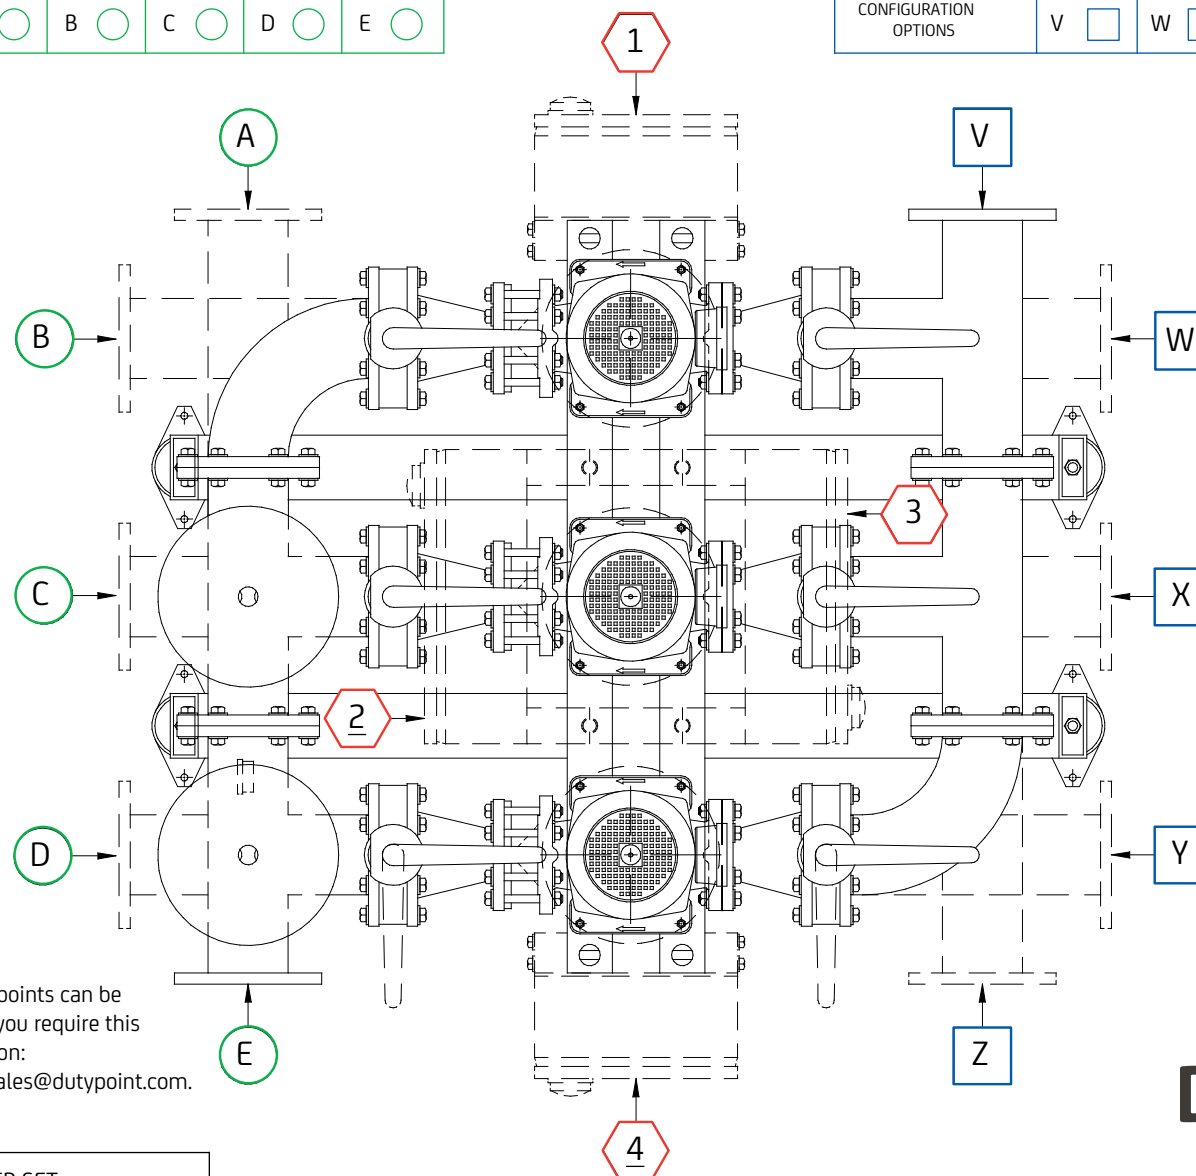 B C D E
CONFIGURATION
OPTIONS
V W
1
A
V
B
W
3
C
X
2
D
Y
points can be
you require this
on:
ales@dutypoint.com.
E
Z
4